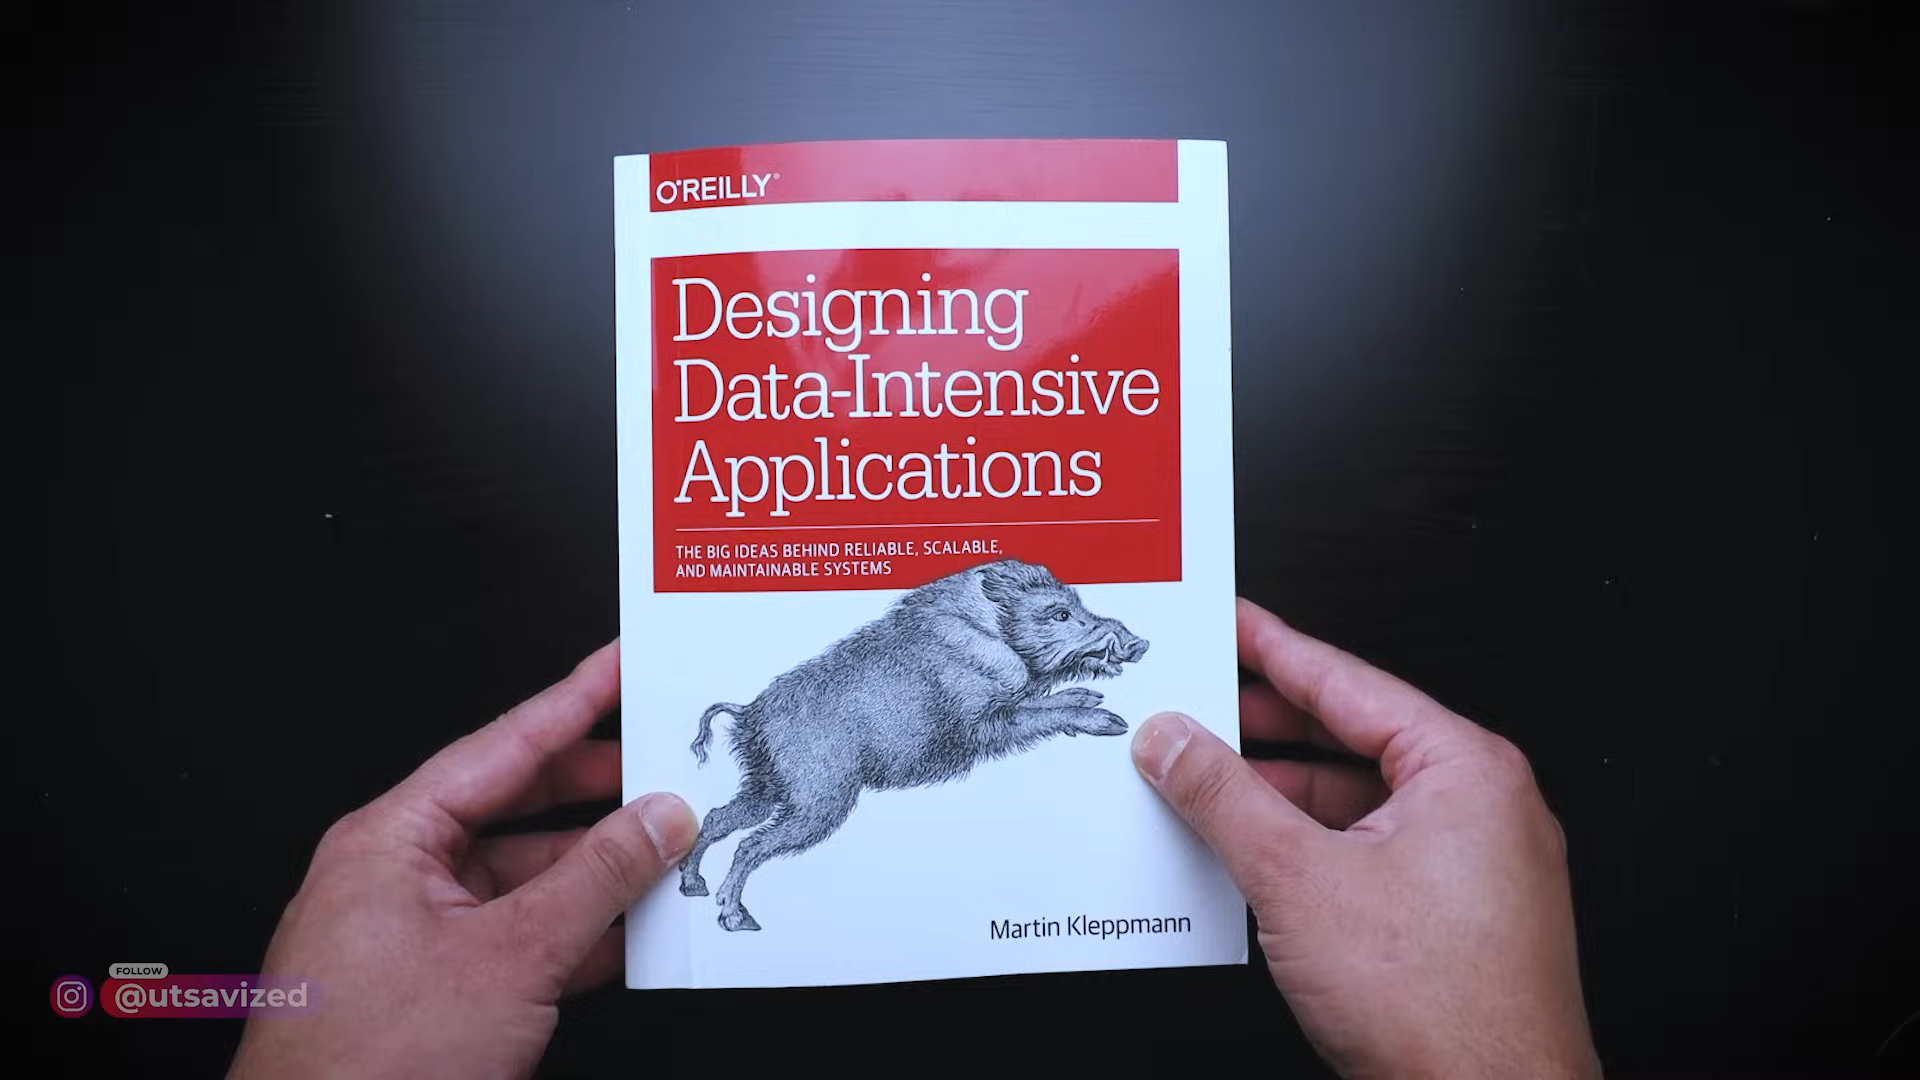 O'REILLY®
Designing
Data-Intensive
Applications
THE BIG IDEAS BEHIND RELIABLE, SCALABLE,
AND MAINTAINABLE SYSTEMS
Martin Kleppmann
FOLLOW
@utsavized